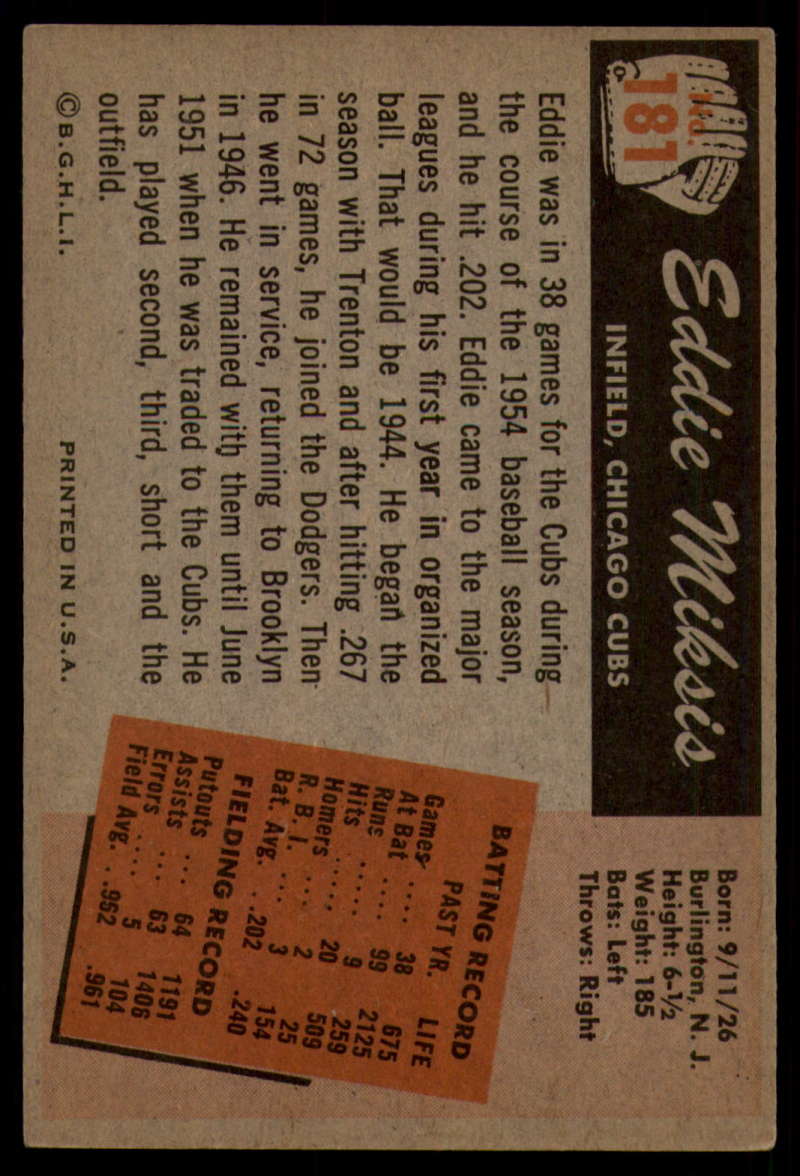 No.
181
Eddie Miksis
INFIELD, CHICAGO CUBS
Born: 9/11/26
Burlington, N. J.
Height: 6-½
Weight: 185
Bats: Left
Throws: Right
Eddie was in 38 games for the Cubs during
the course of the 1954 baseball season,
and he hit .202. Eddie came to the major
leagues during his first year in organized
ball. That would be 1944. He began the
season with Trenton and after hitting .267
in 72 games, he joined the Dodgers. Then
he went in service, returning to Brooklyn
in 1946. He remained with them until June
1951 when he was traded to the Cubs. He
has played second, third, short and the
outfield.
© B.G.H.L.I. PRINTED IN U.S.A.
BATTING RECORD
PAST YR. LIFE
Games 38 675
At Bat .... 99 2125
Runs .... 9 259
Hits ..... 20 509
Homers ..... 2 25
R. B. I. ... 3 154
Bat. Avg. . .202 .240
FIELDING RECORD
Putouts 64 1191
Assists ... 63 1406
Errors ... 5 104
Field Avg. . .962 .961